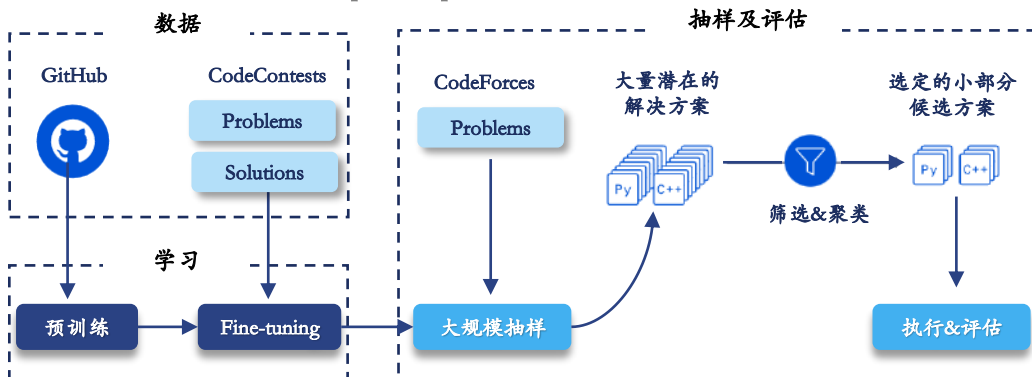 数据
GitHub
CodeContests
Problems
Solutions
学习
预训练
Fine-tuning
抽样及评估
CodeForces
Problems
大规模抽样
大量潜在的
解决方案
Py
C++
筛选&聚类
选定的小部分
候选方案
Py
C++
执行&评估